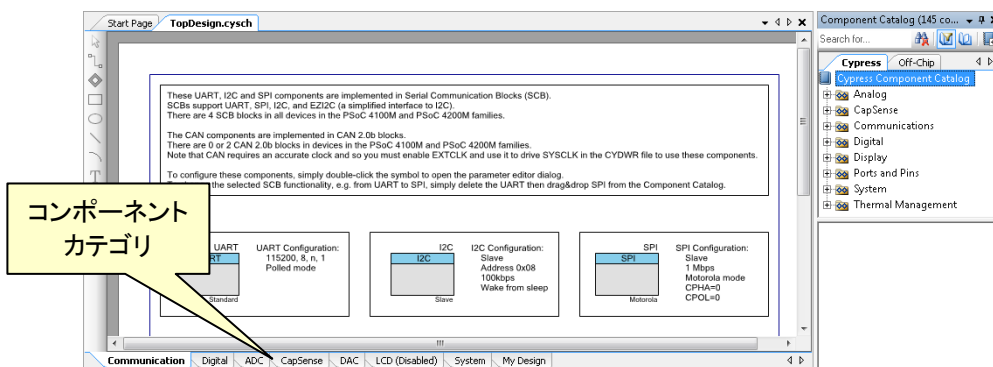 Start Page
TopDesign.cysch
Component Catalog (145 co...
Search for...
Cypress
Off-Chip
Cypress Component Catalog
Analog
CapSense
Communications
Digital
Display
Ports and Pins
System
Thermal Management
These UART, I2C and SPI components are implemented in Serial Communication Blocks (SCB).
SCBs support UART, SPI, I2C, and EZI2C (a simplified interface to I2C).
There are 4 SCB blocks in all devices in the PSoC 4100M and PSoC 4200M families.
The CAN components are implemented in CAN 2.0b blocks.
There are 0 or 2 CAN 2.0b blocks in devices in the PSoC 4100M and PSoC 4200M families.
Note that CAN requires an accurate clock and so you must enable EXTCLK and use it to drive SYSCLK in the CYDWR file to use these components.
To configure these components, simply double-click the symbol to open the parameter editor dialog.
the selected SCB functionality, e.g. from UART to SPI, simply delete the UART then drag&drop SPI from the Component Catalog.
コンポーネント
カテゴリ
UART
RT
Standard
UART Configuration:
115200, 8, n, 1
Polled mode
I2C
I2C
Slave
I2C Configuration:
Slave
Address 0x08
100kbps
Wake from sleep
SPI
SPI
Motorola
SPI Configuration:
Slave
1 Mbps
Motorola mode
CPHA=0
CPOL=0
Communication
Digital
ADC
CapSense
DAC
LCD (Disabled)
System
My Design